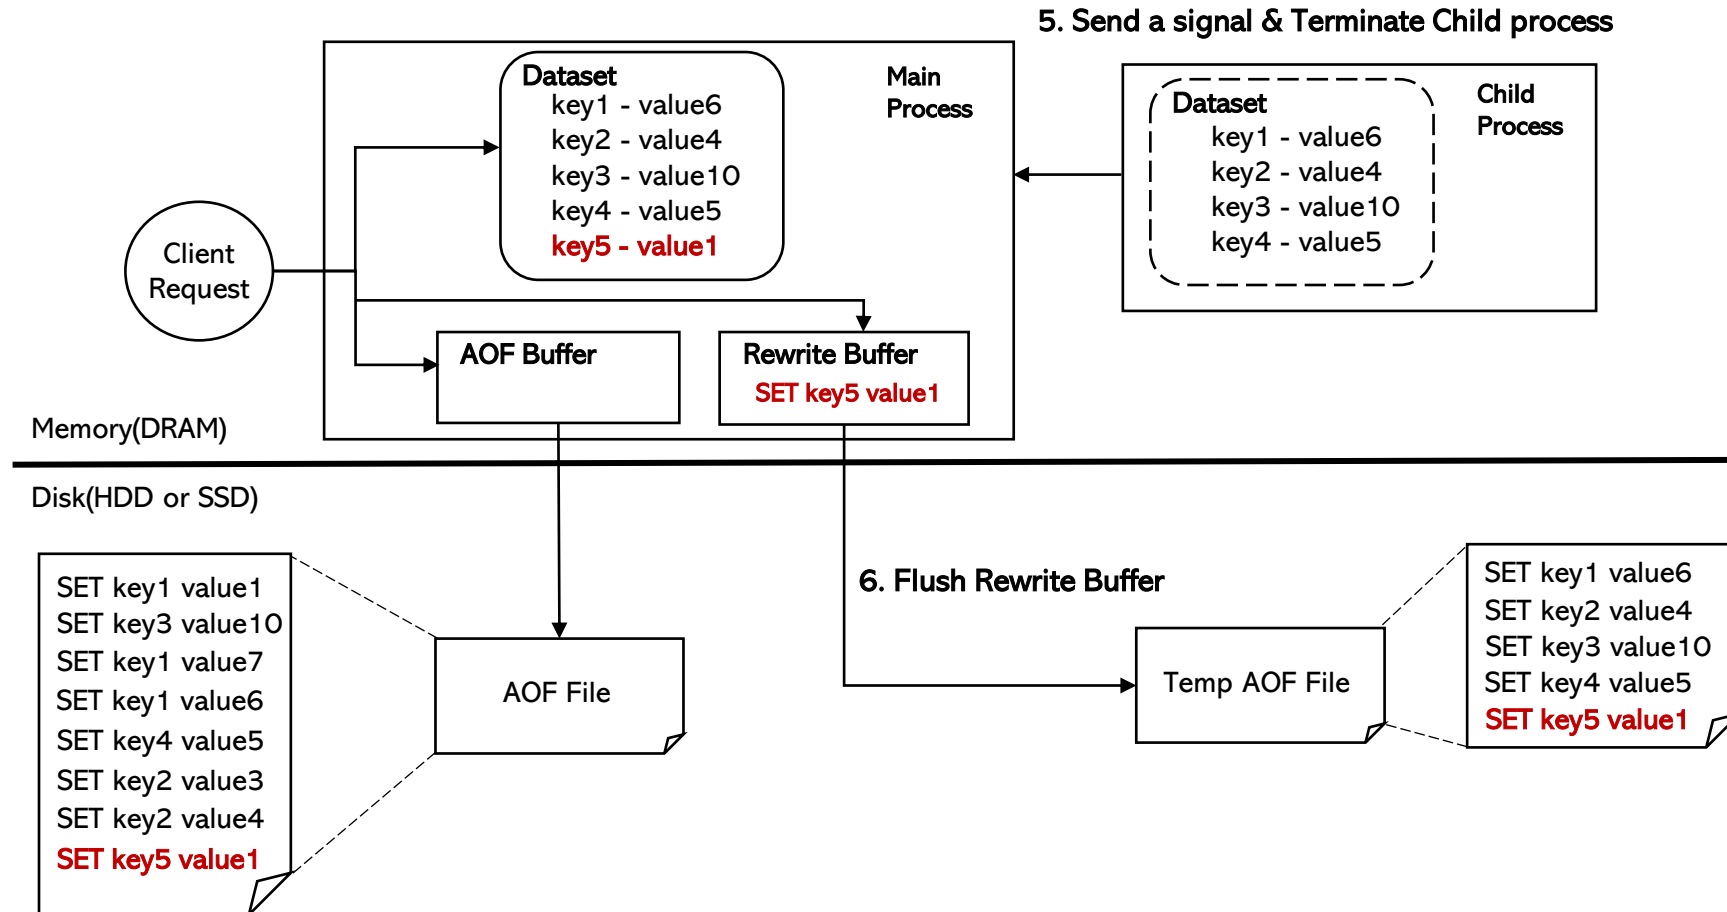 5. Send a signal & Terminate Child process
Dataset
key1 - value6
key2 - value4
key3 - value10
key4 - value5
key5 - value1
Main
Process
Dataset
key1 - value6
key2 - value4
key3 - value10
key4 - value5
Child
Process
Client
Request
AOF Buffer
Rewrite Buffer
SET key5 value1
Memory(DRAM)
Disk(HDD or SSD)
SET key1 value1
SET key3 value10
SET key1 value7
SET key1 value6
SET key4 value5
SET key2 value3
SET key2 value4
SET key5 value1
AOF File
6. Flush Rewrite Buffer
Temp AOF File
SET key1 value6
SET key2 value4
SET key3 value10
SET key4 value5
SET key5 value1